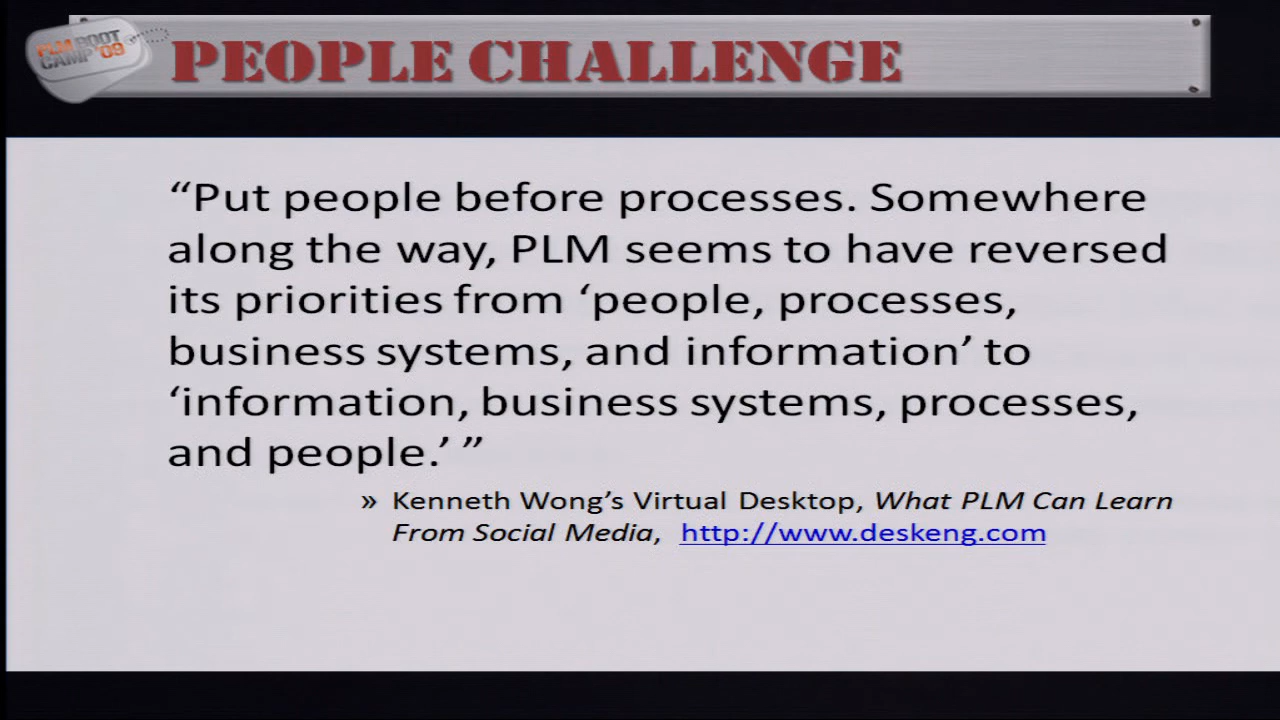 PLM BOOT
CAMP '09
PEOPLE CHALLENGE
“Put people before processes. Somewhere
along the way, PLM seems to have reversed
its priorities from ‘people, processes,
business systems, and information’ to
‘information, business systems, processes,
and people.’ ”
» Kenneth Wong’s Virtual Desktop, What PLM Can Learn
From Social Media, http://www.deskeng.com